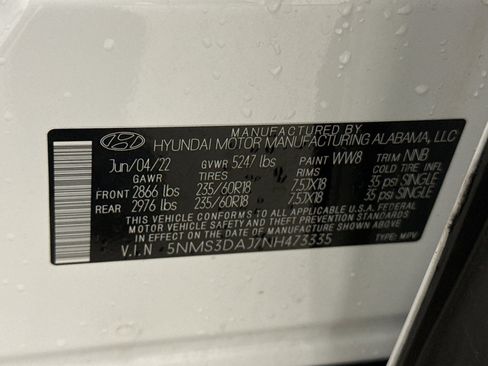 MANUFACTURED BY
HYUNDAI MOTOR MANUFACTURING ALABAMA, LLC
Jun/04/22 GVWR 5247 lbs PAINT WW8 TRIM NNB
GAWR TIRES RIMS COLD TIRE INFL
FRONT 2866 lbs 235/60R18 7.5JX18 35 psi SINGLE
REAR 2976 lbs 235/60R18 7.5JX18 35 psi SINGLE
THIS VEHICLE CONFORMS TO ALL APPLICABLE U.S.A. FEDERAL
MOTOR VEHICLE SAFETY AND THEFT PREVENTION STANDARDS
IN EFFECT ON THE DATE OF MANUFACTURE SHOWN ABOVE.
V.I.N 5NMS3DAJ7NH473335 TYPE: MPV